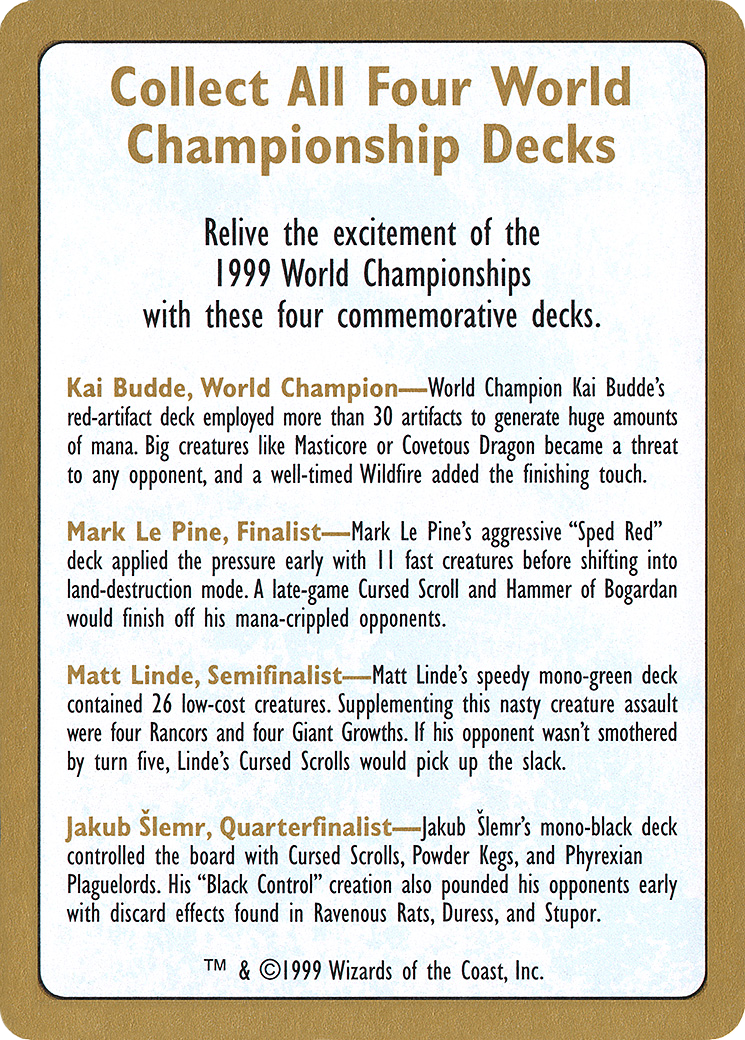 Collect All Four World
Championship Decks
Relive the excitement of the
1999 World Championships
with these four commemorative decks.
Kai Budde, World Champion—World Champion Kai Budde's
red-artifact deck employed more than 30 artifacts to generate huge amounts
of mana. Big creatures like Masticore or Covetous Dragon became a threat
to any opponent, and a well-timed Wildfire added the finishing touch.
Mark Le Pine, Finalist—Mark Le Pine's aggressive “Sped Red”
deck applied the pressure early with 11 fast creatures before shifting into
land-destruction mode. A late-game Cursed Scroll and Hammer of Bogardan
would finish off his mana-crippled opponents.
Matt Linde, Semifinalist—Matt Linde's speedy mono-green deck
contained 26 low-cost creatures. Supplementing this nasty creature assault
were four Rancors and four Giant Growths. If his opponent wasn't smothered
by turn five, Linde's Cursed Scrolls would pick up the slack.
Jakub Šlemr, Quarterfinalist—Jakub Šlemr's mono-black deck
controlled the board with Cursed Scrolls, Powder Kegs, and Phyrexian
Plaguelords. His “Black Control” creation also pounded his opponents early
with discard effects found in Ravenous Rats, Duress, and Stupor.
™ & ©1999 Wizards of the Coast, Inc.